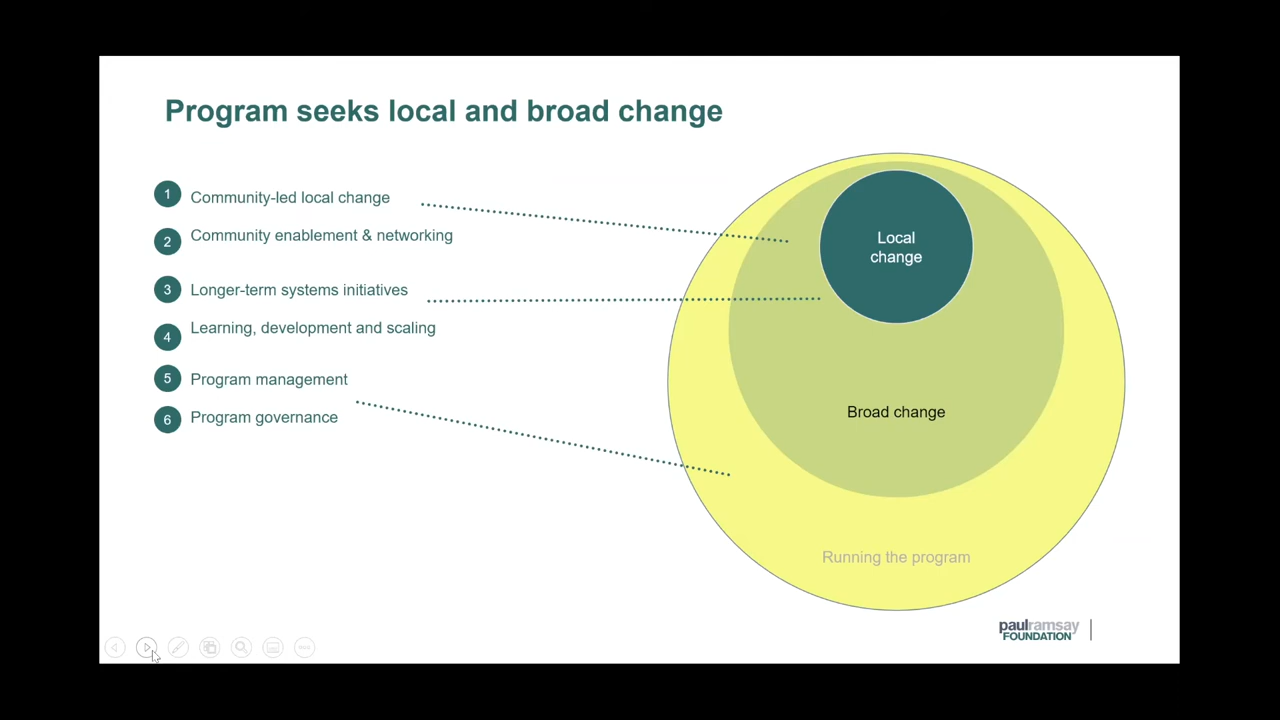 Program seeks local and broad change
1 Community-led local change
2 Community enablement & networking
3 Longer-term systems initiatives
4 Learning, development and scaling
5 Program management
6 Program governance
Local
change
Broad change
Running the program
paulramsay
FOUNDATION